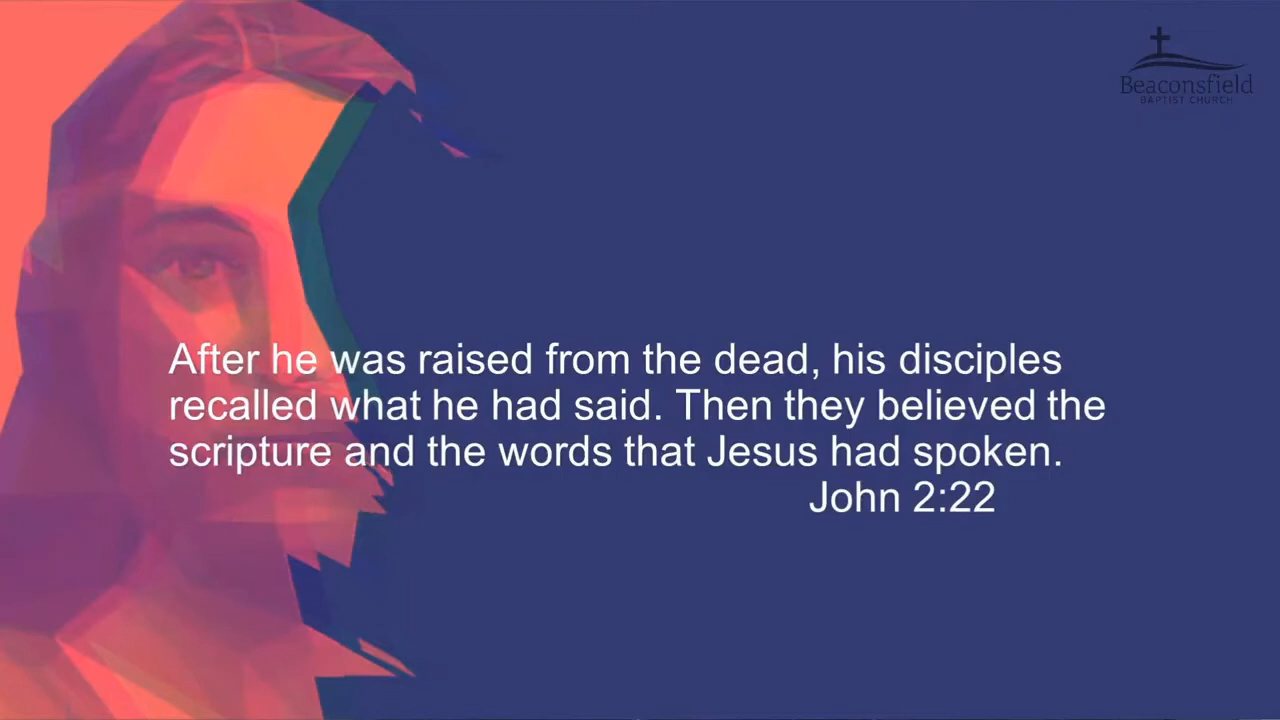 Beaconsfield
BAPTIST CHURCH
After he was raised from the dead, his disciples
recalled what he had said. Then they believed the
scripture and the words that Jesus had spoken.
John 2:22